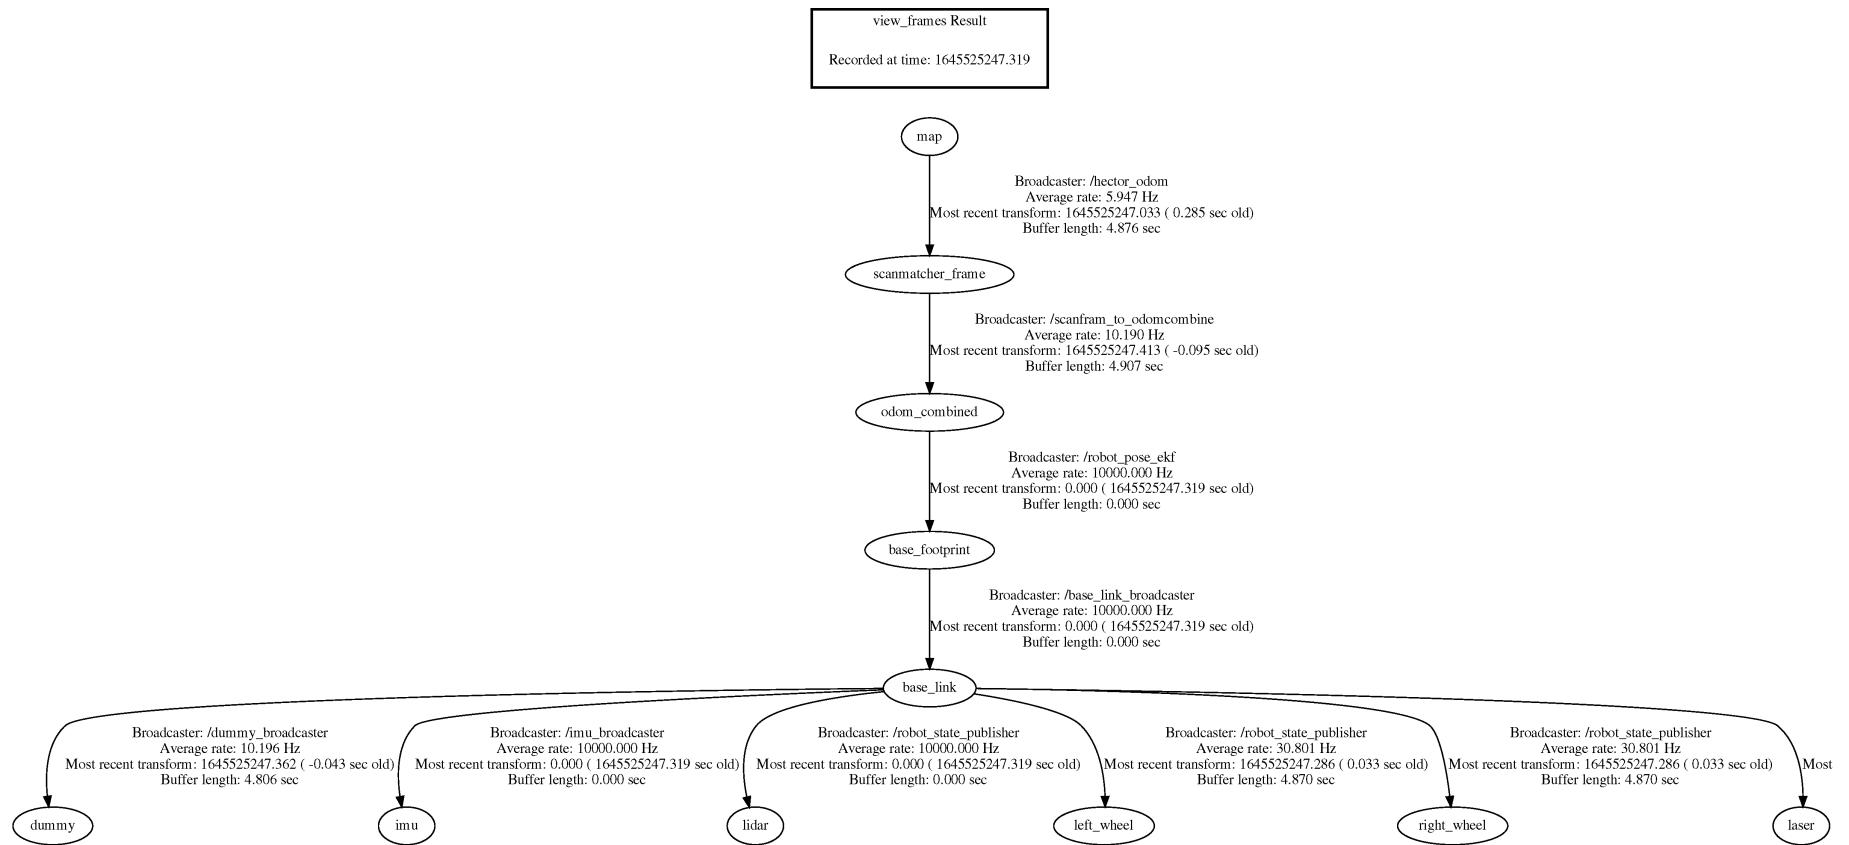 view_frames Result
Recorded at time: 1645525247.319
map
Broadcaster: /hector_odom
Average rate: 5.947 Hz
Most recent transform: 1645525247.033 ( 0.285 sec old)
Buffer length: 4.876 sec
scanmatcher_frame
Broadcaster: /scanfram_to_odomcombine
Average rate: 10.190 Hz
Most recent transform: 1645525247.413 ( -0.095 sec old)
Buffer length: 4.907 sec
odom_combined
Broadcaster: /robot_pose_ekf
Average rate: 10000.000 Hz
Most recent transform: 0.000 ( 1645525247.319 sec old)
Buffer length: 0.000 sec
base_footprint
Broadcaster: /base_link_broadcaster
Average rate: 10000.000 Hz
Most recent transform: 0.000 ( 1645525247.319 sec old)
Buffer length: 0.000 sec
base_link
Broadcaster: /dummy_broadcaster
Average rate: 10.196 Hz
Most recent transform: 1645525247.362 ( -0.043 sec old)
Buffer length: 4.806 sec
Broadcaster: /imu_broadcaster
Average rate: 10000.000 Hz
Most recent transform: 0.000 ( 1645525247.319 sec old)
Buffer length: 0.000 sec
Broadcaster: /robot_state_publisher
Average rate: 10000.000 Hz
Most recent transform: 0.000 ( 1645525247.319 sec old)
Buffer length: 0.000 sec
Broadcaster: /robot_state_publisher
Average rate: 30.801 Hz
Most recent transform: 1645525247.286 ( 0.033 sec old)
Buffer length: 4.870 sec
Broadcaster: /robot_state_publisher
Average rate: 30.801 Hz
Most recent transform: 1645525247.286 ( 0.033 sec old)
Buffer length: 4.870 sec
Most
dummy
imu
lidar
left_wheel
right_wheel
laser